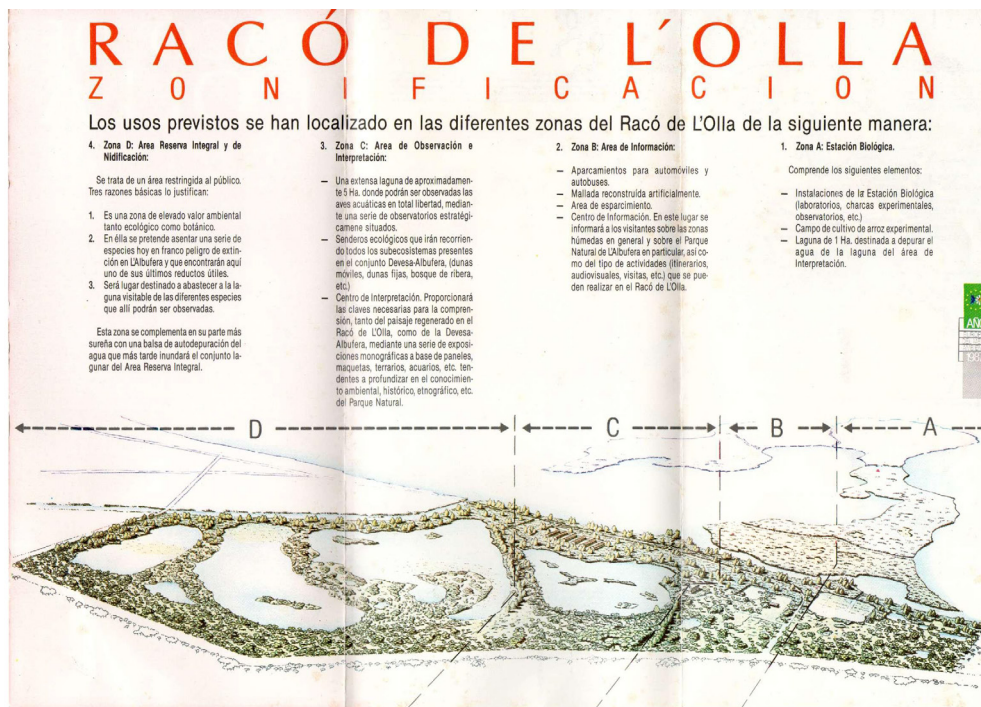 RACÓ DE L'OLLA
ZONIFICACION
Los usos previstos se han localizado en las diferentes zonas del Racó de L'Olla de la siguiente manera:
4. Zona D: Area Reserva Integral y de
Nidificación:
Se trata de un área restringida al público.
Tres razones básicas lo justifican:
1. Es una zona de elevado valor ambiental
tanto ecológico como botánico.
2. En élla se pretende asentar una serie de
especies hoy en franco peligro de extin-
ción en L'Albufera y que encontrarán aquí
uno de sus últimos reductos útiles.
3. Será lugar destinado a abastecer a la la-
guna visitable de las diferentes especies
que allí podrán ser observadas.
Esta zona se complementa en su parte más
sureña con una balsa de autodepuración del
agua que más tarde inundará el conjunto la-
gunar del Area Reserva Integral.
3. Zona C: Area de Observación e
Interpretación:
— Una extensa laguna de aproximadamen-
te 5 Ha. donde podrán ser observadas las
aves acuáticas en total libertad, median-
te una serie de observatorios estratégi-
camene situados.
— Senderos ecológicos que irán recorrien-
do todos los subecosistemas presentes
en el conjunto Devesa-Albufera, (dunas
móviles, dunas fijas, bosque de ribera,
etc.)
— Centro de Interpretación. Proporcionará
las claves necesarias para la compren-
sión, tanto del paisaje regenerado en el
Racó de L'Olla, como de la Devesa-
Albufera, mediante una serie de exposi-
ciones monográficas a base de paneles,
maquetas, terrarios, acuarios, etc. ten-
dentes a profundizar en el conocimien-
to ambiental, histórico, etnográfico, etc.
del Parque Natural.
2. Zona B: Area de Información:
— Aparcamientos para automóviles y
autobuses.
— Mallada reconstruída artificialmente.
— Area de esparcimiento.
— Centro de Información. En este lugar se
informará a los visitantes sobre las zonas
húmedas en general y sobre el Parque
Natural de L'Albufera en particular, así co-
mo del tipo de actividades (itinerarios,
audiovisuales, visitas, etc.) que se pue-
den realizar en el Racó de L'Olla.
1. Zona A: Estación Biológica.
Comprende los siguientes elementos:
— Instalaciones de la Estación Biológica
(laboratorios, charcas experimentales,
observatorios, etc.)
— Campo de cultivo de arroz experimental.
— Laguna de 1 Ha. destinada a depurar el
agua de la laguna del área de
Interpretación.
AÑ
198
D C B A